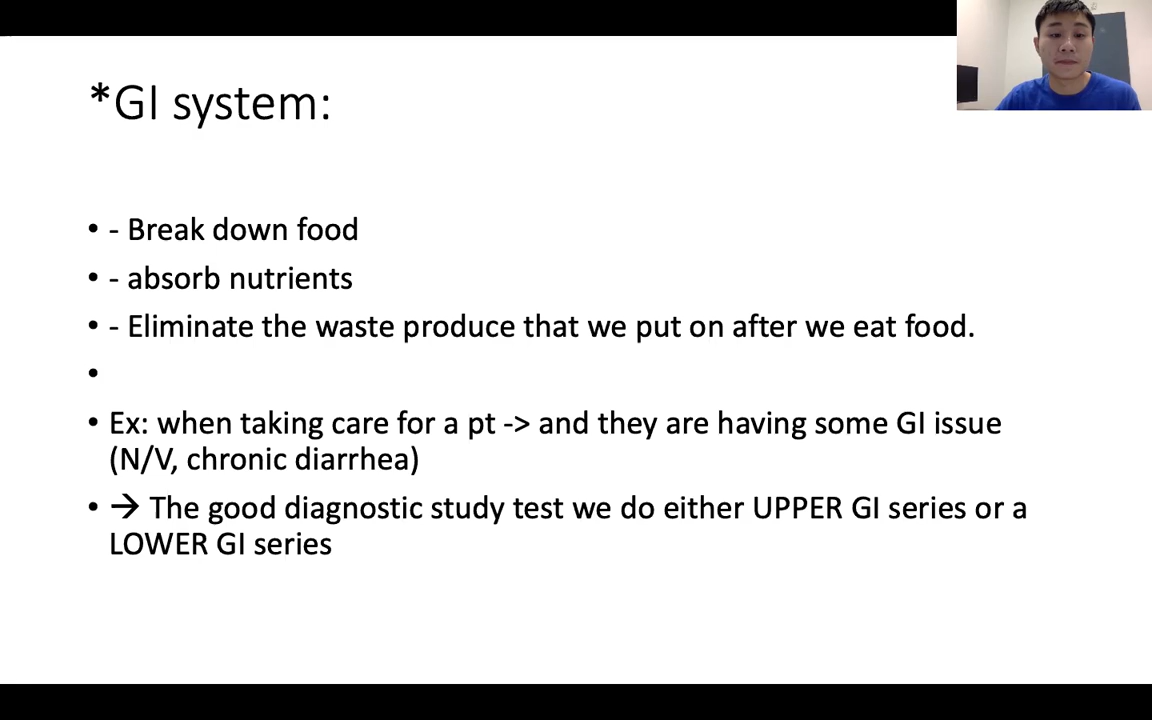 *GI system:
• - Break down food
• - absorb nutrients
• - Eliminate the waste produce that we put on after we eat food.
•
• Ex: when taking care for a pt -> and they are having some GI issue
(N/V, chronic diarrhea)
• → The good diagnostic study test we do either UPPER GI series or a
LOWER GI series